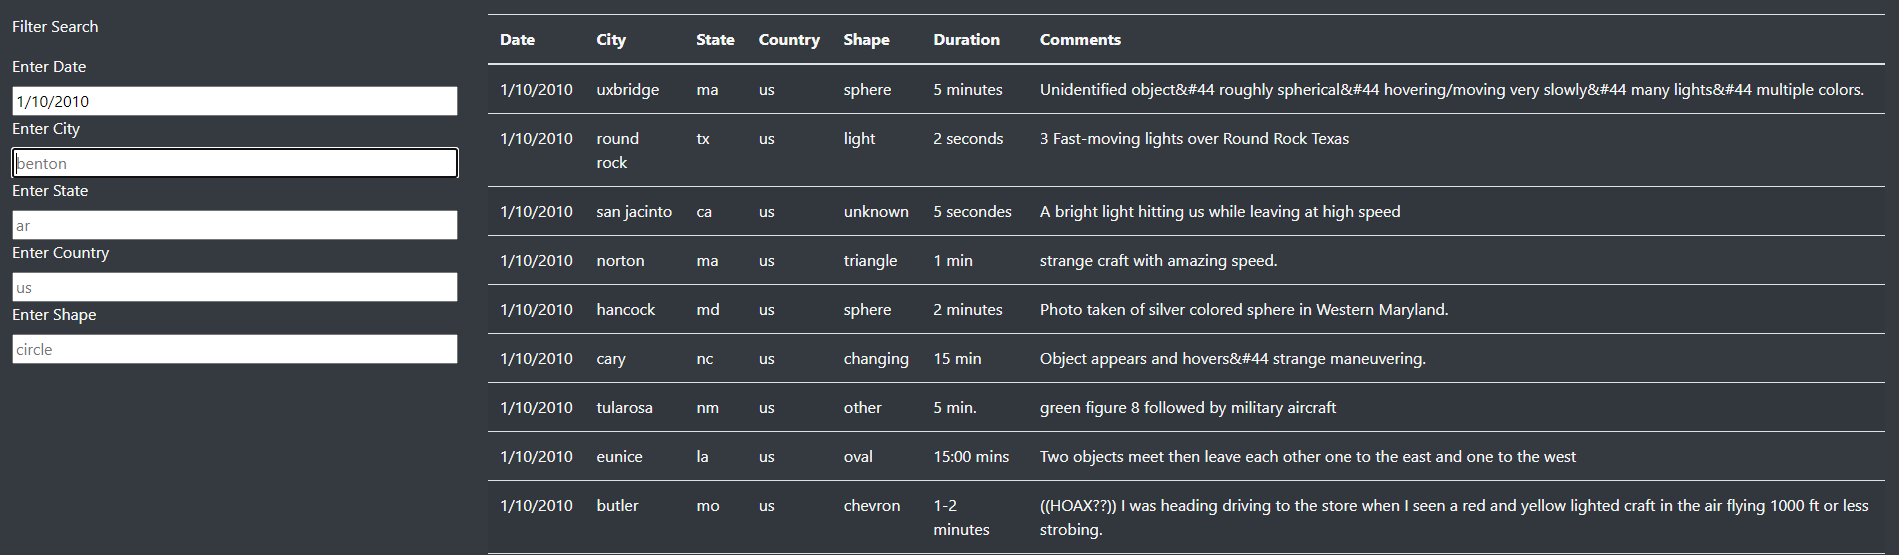 Filter Search
Enter Date
1/10/2010
Enter City
benton
Enter State
ar
Enter Country
us
Enter Shape
circle
Date City State Country Shape Duration Comments
1/10/2010 uxbridge ma us sphere 5 minutes Unidentified object&#44 roughly spherical&#44 hovering/moving very slowly&#44 many lights&#44 multiple colors.
1/10/2010 round rock tx us light 2 seconds 3 Fast-moving lights over Round Rock Texas
1/10/2010 san jacinto ca us unknown 5 secondes A bright light hitting us while leaving at high speed
1/10/2010 norton ma us triangle 1 min strange craft with amazing speed.
1/10/2010 hancock md us sphere 2 minutes Photo taken of silver colored sphere in Western Maryland.
1/10/2010 cary nc us changing 15 min Object appears and hovers&#44 strange maneuvering.
1/10/2010 tularosa nm us other 5 min. green figure 8 followed by military aircraft
1/10/2010 eunice la us oval 15:00 mins Two objects meet then leave each other one to the east and one to the west
1/10/2010 butler mo us chevron 1-2 minutes ((HOAX??)) I was heading driving to the store when I seen a red and yellow lighted craft in the air flying 1000 ft or less strobing.